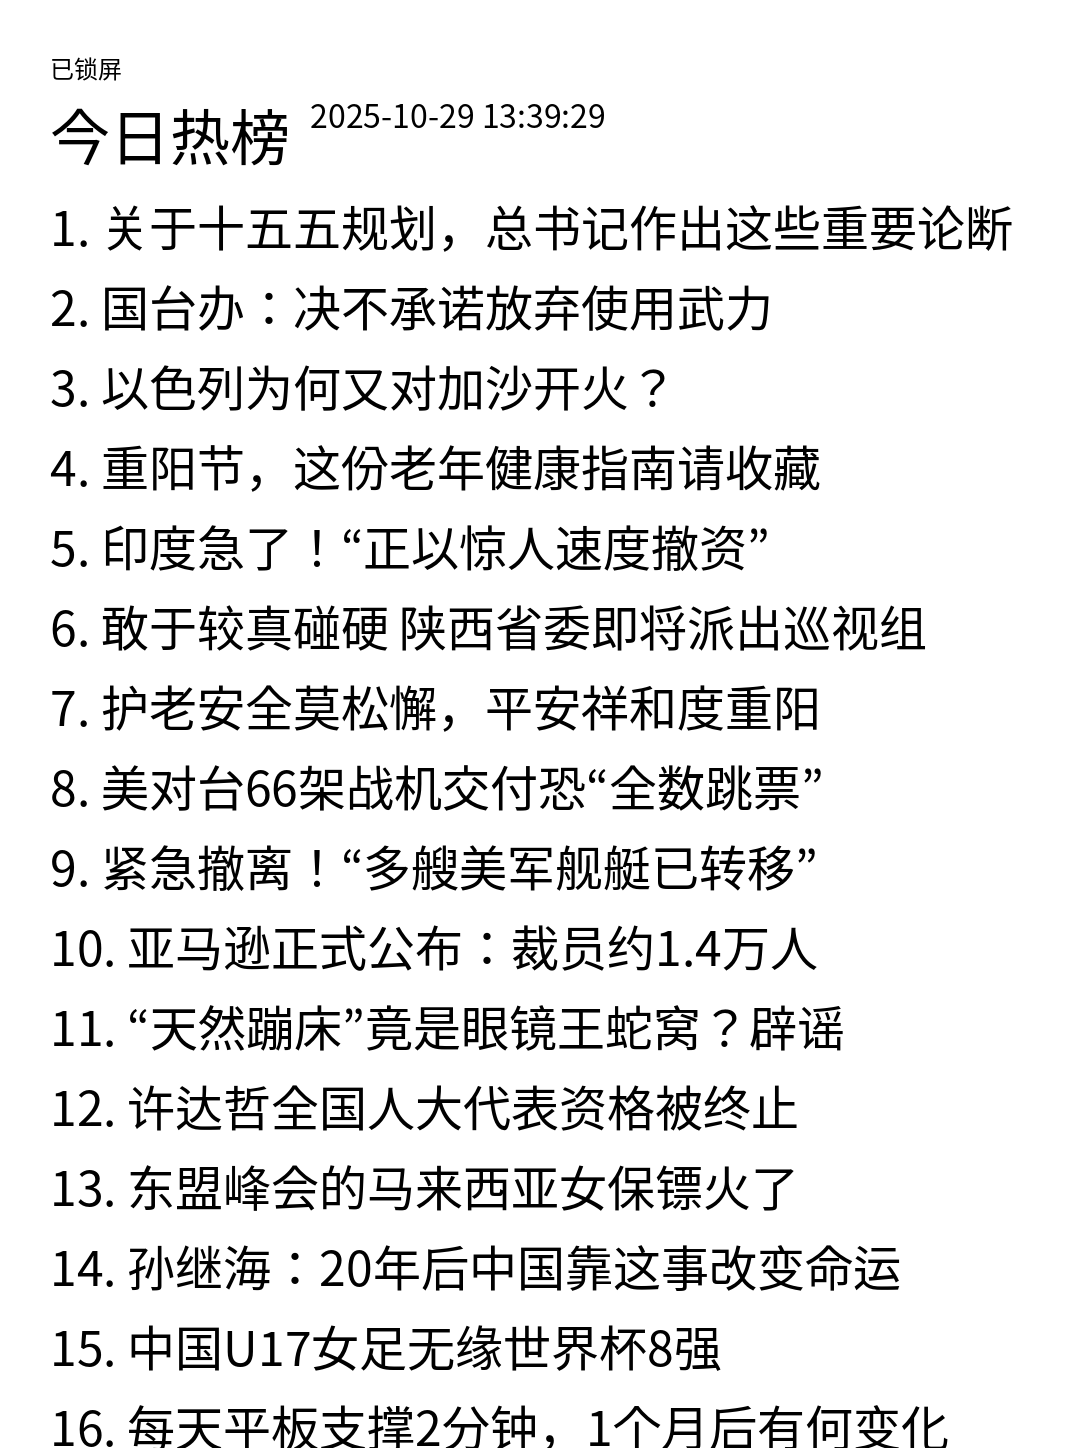 已锁屏
今日热榜 2025-10-29 13:39:29
1. 关于十五五规划，总书记作出这些重要论断
2. 国台办：决不承诺放弃使用武力
3. 以色列为何又对加沙开火？
4. 重阳节，这份老年健康指南请收藏
5. 印度急了！“正以惊人速度撤资”
6. 敢于较真碰硬 陕西省委即将派出巡视组
7. 护老安全莫松懈，平安祥和度重阳
8. 美对台66架战机交付恐“全数跳票”
9. 紧急撤离！“多艘美军舰艇已转移”
10. 亚马逊正式公布：裁员约1.4万人
11. “天然蹦床”竟是眼镜王蛇窝？辟谣
12. 许达哲全国人大代表资格被终止
13. 东盟峰会的马来西亚女保镖火了
14. 孙继海：20年后中国靠这事改变命运
15. 中国U17女足无缘世界杯8强
16. 每天平板支撑2分钟，1个月后有何变化